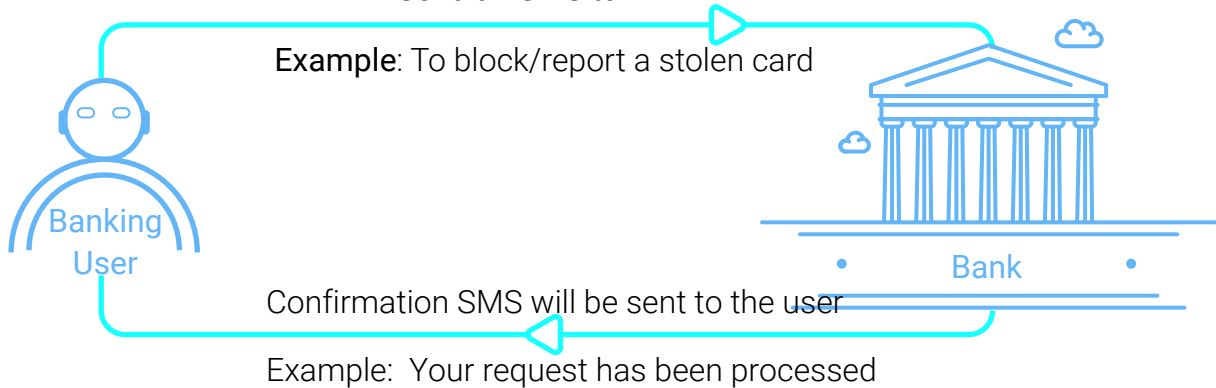 Example: To block/report a stolen card
Banking
User
Bank
Confirmation SMS will be sent to the user
Example: Your request has been processed